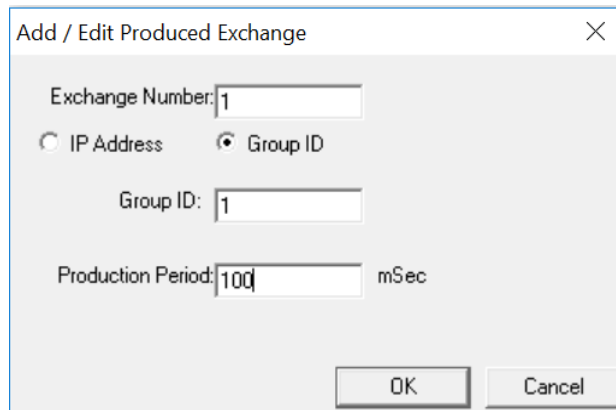 Add / Edit Produced Exchange
Exchange Number: 1
IP Address Group ID
Group ID: 1
Production Period: 100 mSec
OK Cancel